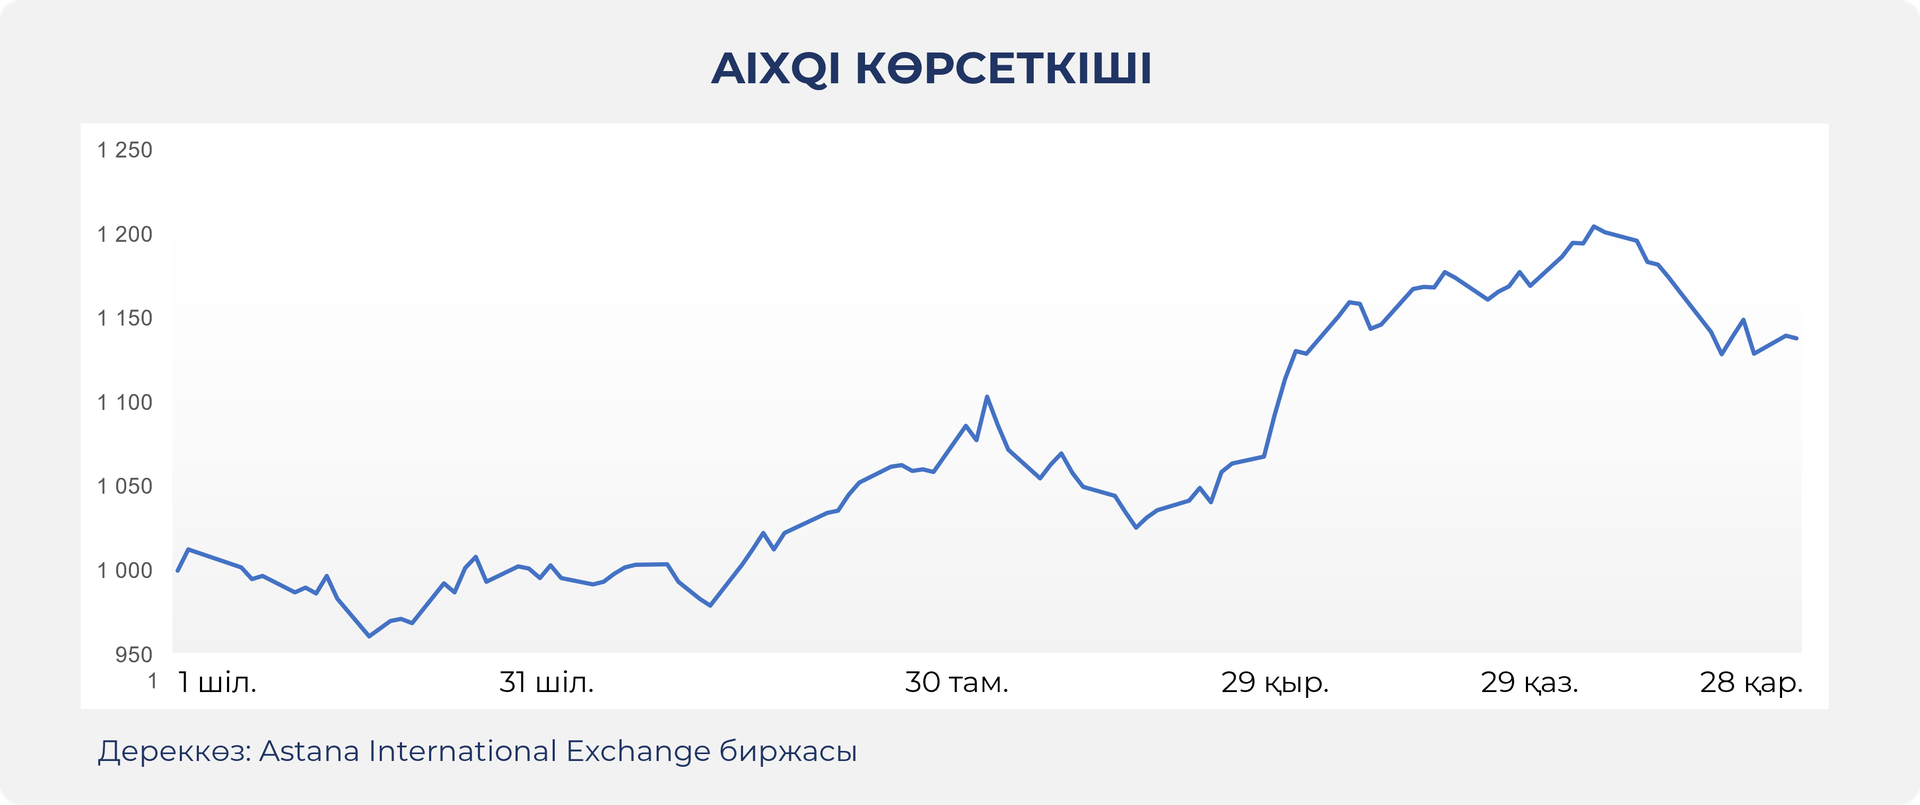 AIXQI КӨРСЕТКІШІ
1 250
1 200
1 150
1 100
1 050
1 000
950
1 1 шіл. 31 шіл. 30 там. 29 қыр. 29 қаз. 28 қар.
Дереккөз: Astana International Exchange биржасы